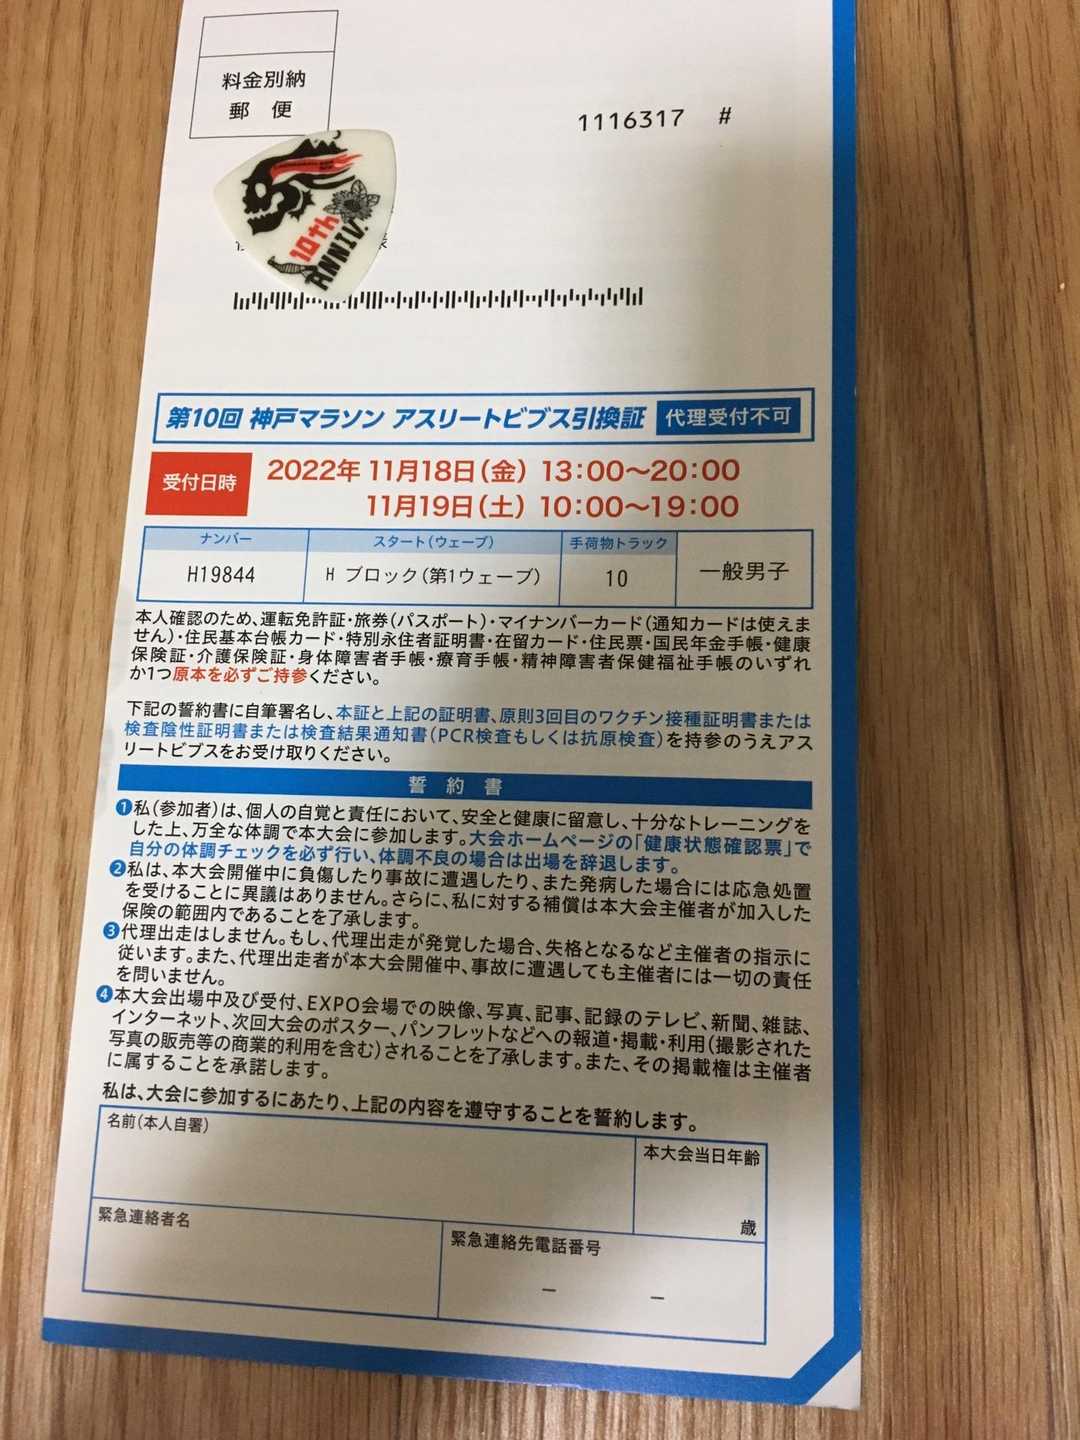 料金別納
郵　便
1116317　#
10th
ANNIV.
第10回 神戸マラソン アスリートビブス引換証 代理受付不可
受付日時
2022年 11月18日(金) 13:00～20:00
11月19日(土) 10:00～19:00
ナンバー スタート(ウェーブ) 手荷物トラック
H19844 H ブロック(第1ウェーブ) 10 一般男子
本人確認のため、運転免許証・旅券(パスポート)・マイナンバーカード(通知カードは使えま
せん)・住民基本台帳カード・特別永住者証明書・在留カード・住民票・国民年金手帳・健康
保険証・介護保険証・身体障害者手帳・療育手帳・精神障害者保健福祉手帳のいずれ
か1つ原本を必ずご持参ください。
下記の誓約書に自筆署名し、本証と上記の証明書、原則3回目のワクチン接種証明書または
検査陰性証明書または検査結果通知書(PCR検査もしくは抗原検査)を持参のうえアス
リートビブスをお受け取りください。
誓　約　書
❶私(参加者)は、個人の自覚と責任において、安全と健康に留意し、十分なトレーニングを
した上、万全な体調で本大会に参加します。大会ホームページの「健康状態確認票」で
自分の体調チェックを必ず行い、体調不良の場合は出場を辞退します。
❷私は、本大会開催中に負傷したり事故に遭遇したり、また発病した場合には応急処置
を受けることに異議はありません。さらに、私に対する補償は本大会主催者が加入した
保険の範囲内であることを了承します。
❸代理出走はしません。もし、代理出走が発覚した場合、失格となるなど主催者の指示に
従います。また、代理出走者が本大会開催中、事故に遭遇しても主催者には一切の責任
を問いません。
❹本大会出場中及び受付、EXPO会場での映像、写真、記事、記録のテレビ、新聞、雑誌、
インターネット、次回大会のポスター、パンフレットなどへの報道・掲載・利用(撮影された
写真の販売等の商業的利用を含む)されることを了承します。また、その掲載権は主催者
に属することを承諾します。
私は、大会に参加するにあたり、上記の内容を遵守することを誓約します。
名前(本人自署) 本大会当日年齢
歳
緊急連絡者名 緊急連絡先電話番号
－　－